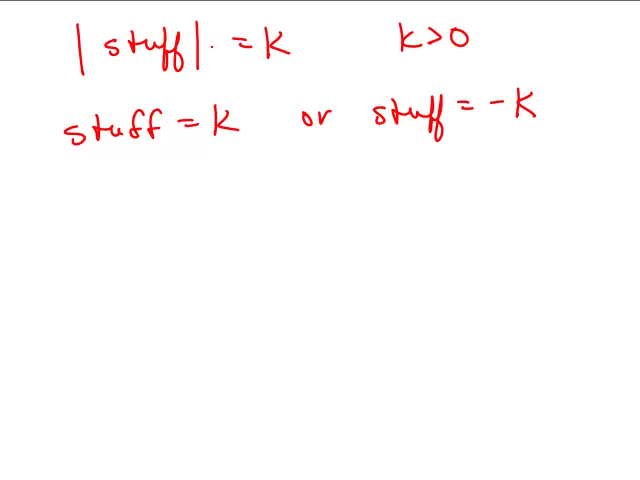 |stuff| = K k > 0
stuff = K or stuff = -K